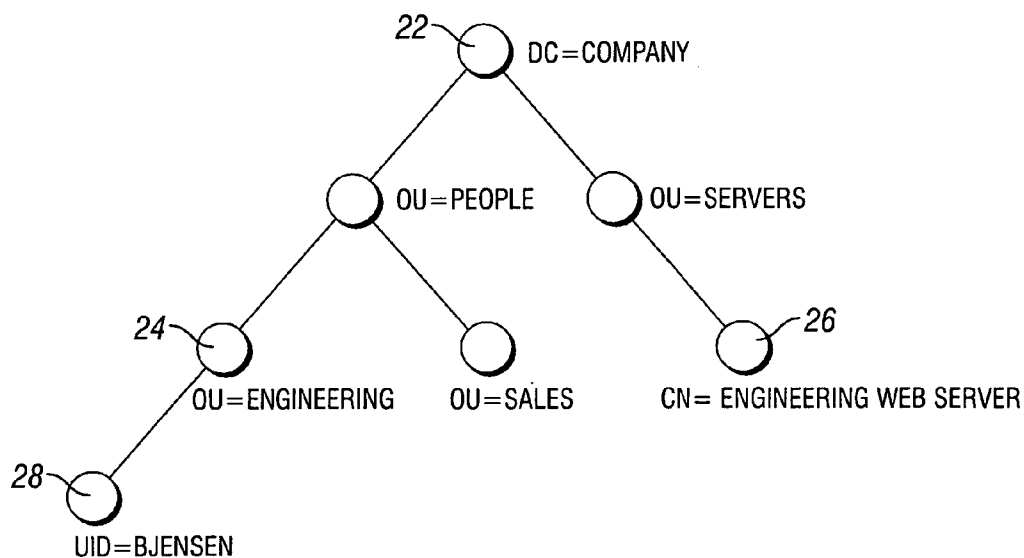 22
DC=COMPANY
OU=PEOPLE
OU=SERVERS
24
26
OU=ENGINEERING
OU=SALES
CN= ENGINEERING WEB SERVER
28
UID=BJENSEN